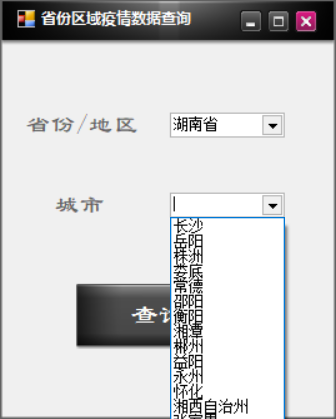 省份区域疫情数据查询
省份/地区
湖南省
城市
长沙
岳阳
株洲
娄底
常德
邵阳
衡阳
湘潭
郴州
益阳
永州
怀化
湘西自治州
查